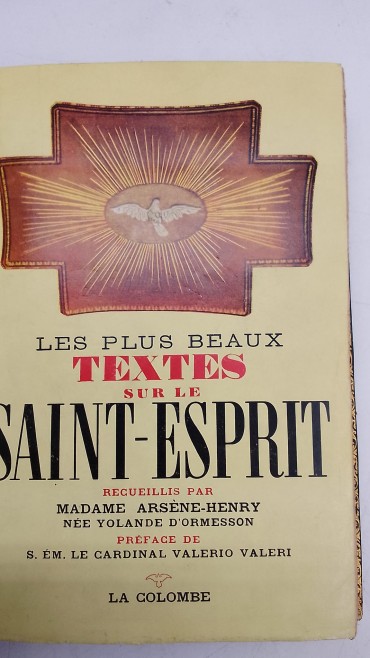 LES PLUS BEAUX
TEXTES
SUR LE
SAINT-ESPRIT
RECUEILLIS PAR
MADAME ARSÈNE-HENRY
NÉE YOLANDE D'ORMESSON
PRÉFACE DE
S. ÉM. LE CARDINAL VALERIO VALERI
LA COLOMBE